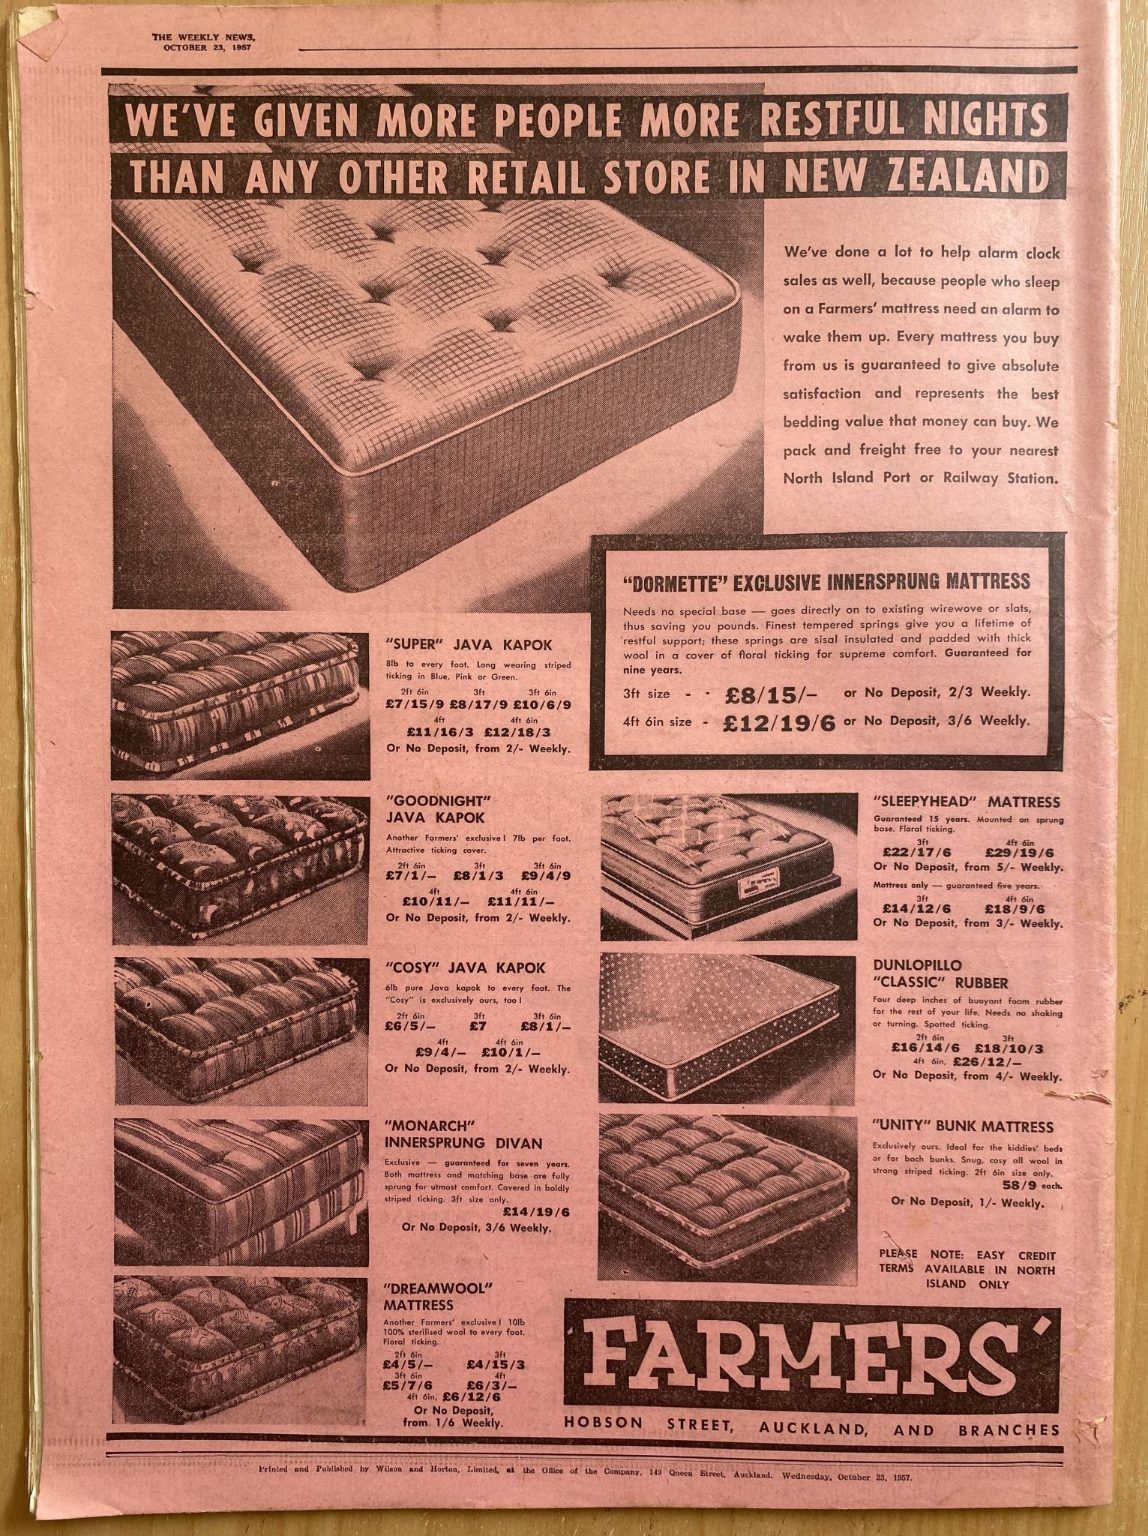 THE WEEKLY NEWS,
OCTOBER 23, 1957
WE'VE GIVEN MORE PEOPLE MORE RESTFUL NIGHTS
THAN ANY OTHER RETAIL STORE IN NEW ZEALAND
We've done a lot to help alarm clock
sales as well, because people who sleep
on a Farmers' mattress need an alarm to
wake them up. Every mattress you buy
from us is guaranteed to give absolute
satisfaction and represents the best
bedding value that money can buy. We
pack and freight free to your nearest
North Island Port or Railway Station.
"DORMETTE" EXCLUSIVE INNERSPRUNG MATTRESS
Needs no special base — goes directly on to existing wirewove or slats,
thus saving you pounds. Finest tempered springs give you a lifetime of
restful support; these springs are sisal insulated and padded with thick
wool in a cover of floral ticking for supreme comfort. Guaranteed for
nine years.
3ft size - - £8/15/- or No Deposit, 2/3 Weekly.
4ft 6in size - £12/19/6 or No Deposit, 3/6 Weekly.
"SUPER" JAVA KAPOK
8lb to every foot. Long wearing striped
ticking in Blue, Pink or Green.
2ft 6in 3ft 3ft 6in
£7/15/9 £8/17/9 £10/6/9
4ft 4ft 6in
£11/16/3 £12/18/3
Or No Deposit, from 2/- Weekly.
"GOODNIGHT"
JAVA KAPOK
Another Farmers' exclusive! 7lb per foot.
Attractive ticking cover.
2ft 6in 3ft 3ft 6in
£7/1/- £8/1/3 £9/4/9
4ft 4ft 6in
£10/11/- £11/11/-
Or No Deposit, from 2/- Weekly.
"COSY" JAVA KAPOK
6lb pure Java kapok to every foot. The
"Cosy" is exclusively ours, too!
2ft 6in 3ft 3ft 6in
£6/5/- £7 £8/1/-
4ft 4ft 6in
£9/4/- £10/1/-
Or No Deposit, from 2/- Weekly.
"MONARCH"
INNERSPRUNG DIVAN
Exclusive — guaranteed for seven years.
Both mattress and matching base are fully
sprung for utmost comfort. Covered in boldly
striped ticking. 3ft size only.
£14/19/6
Or No Deposit, 3/6 Weekly.
"DREAMWOOL"
MATTRESS
Another Farmers' exclusive! 10lb
100% sterilised wool to every foot.
Floral ticking.
2ft 6in 3ft
£4/5/- £4/15/3
3ft 6in 4ft
£5/7/6 £6/3/-
4ft 6in. £6/12/6
Or No Deposit,
from 1/6 Weekly.
"SLEEPYHEAD" MATTRESS
Guaranteed 15 years. Mounted on sprung
base. Floral ticking.
3ft 4ft 6in
£22/17/6 £29/19/6
Or No Deposit, from 5/- Weekly.
Mattress only — guaranteed five years.
3ft 4ft 6in
£14/12/6 £18/9/6
Or No Deposit, from 3/- Weekly.
DUNLOPILLO
"CLASSIC" RUBBER
Four deep inches of buoyant foam rubber
for the rest of your life. Needs no shaking
or turning. Spotted ticking.
2ft 6in 3ft
£16/14/6 £18/10/3
4ft 6in. £26/12/-
Or No Deposit, from 4/- Weekly.
"UNITY" BUNK MATTRESS
Exclusively ours. Ideal for the kiddies' beds
or for bach bunks. Snug, cosy all wool in
strong striped ticking. 2ft 6in size only.
58/9 each.
Or No Deposit, 1/- Weekly.
PLEASE NOTE: EASY CREDIT
TERMS AVAILABLE IN NORTH
ISLAND ONLY
'FARMERS'
HOBSON STREET, AUCKLAND, AND BRANCHES
Printed and Published by Wilson and Horton, Limited, at the Office of the Company, 149 Queen Street, Auckland. Wednesday, October 23, 1957.